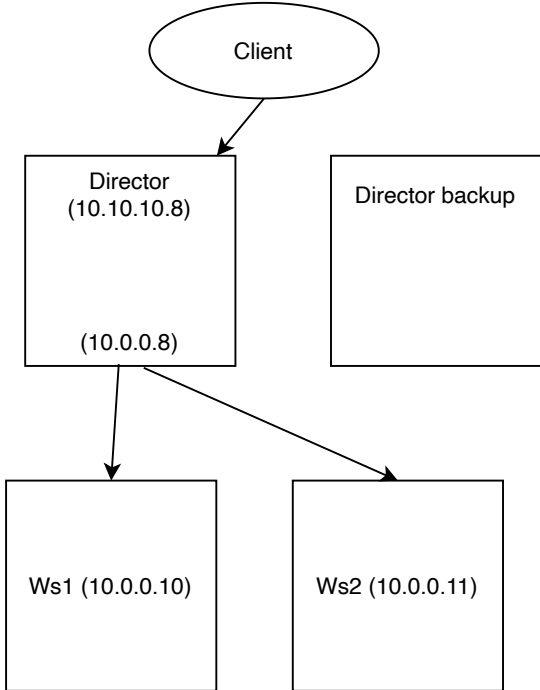 Client
Director
(10.10.10.8)
Director backup
(10.0.0.8)
Ws1 (10.0.0.10)
Ws2 (10.0.0.11)